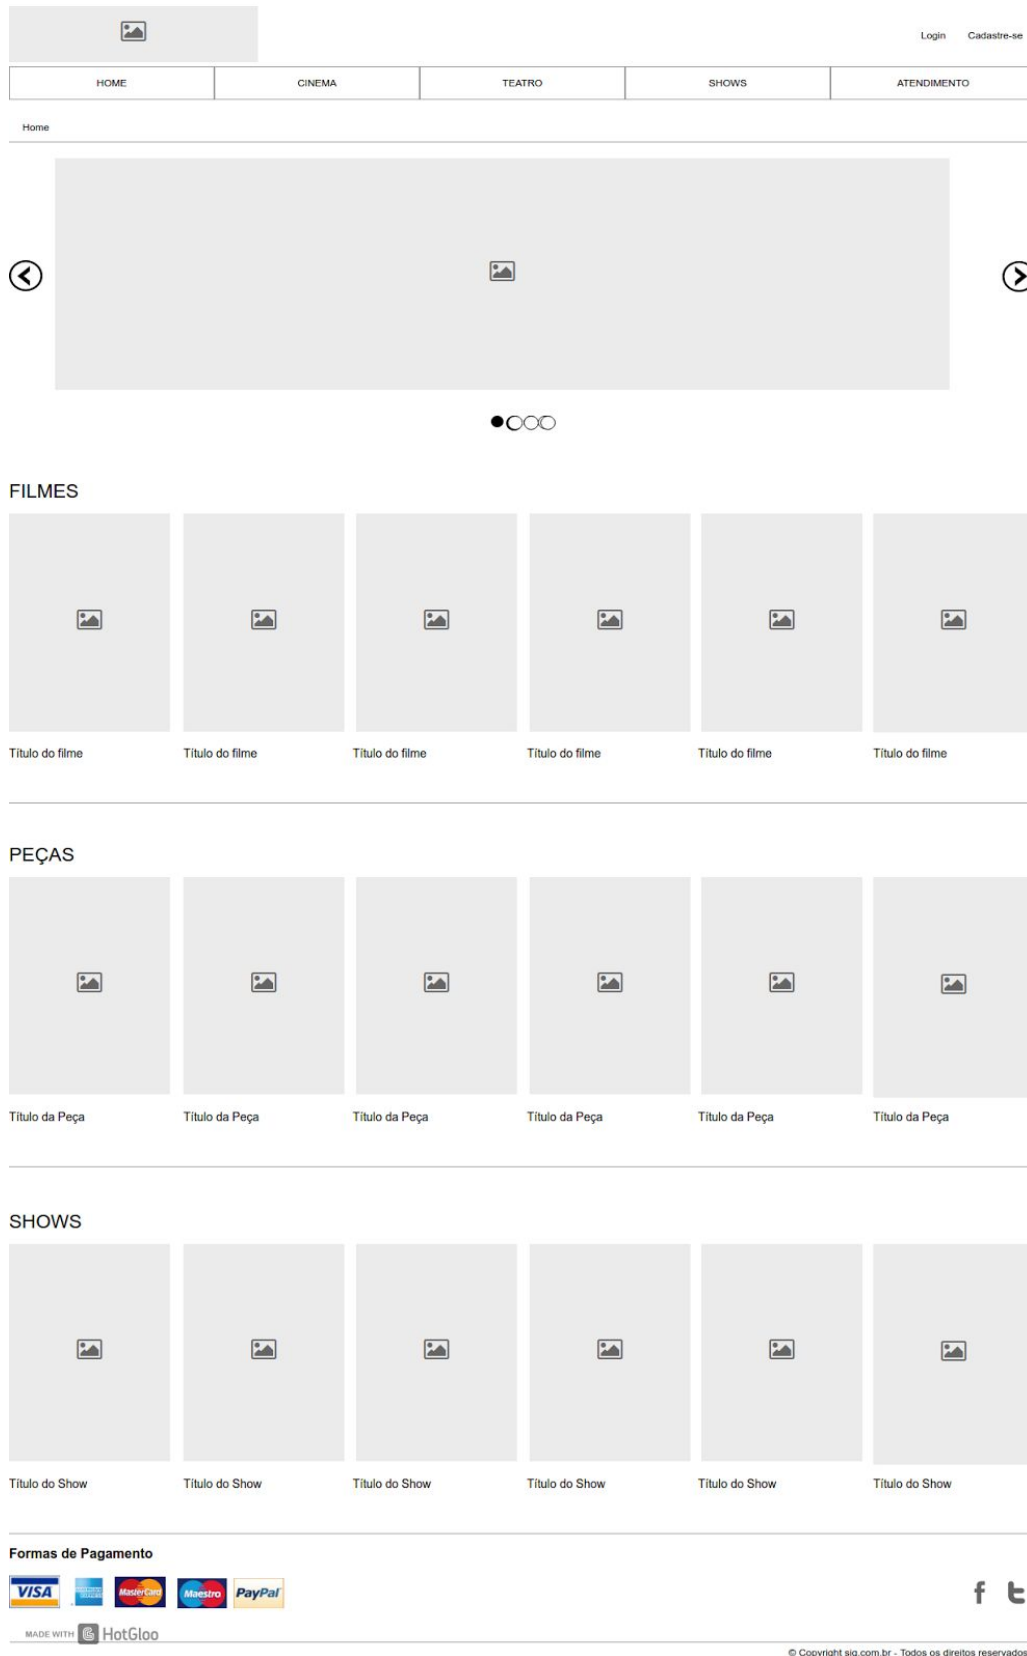 Login Cadastre-se
HOME CINEMA TEATRO SHOWS ATENDIMENTO
Home
FILMES
Título do filme Título do filme Título do filme Título do filme Título do filme Título do filme
PEÇAS
Título da Peça Título da Peça Título da Peça Título da Peça Título da Peça Título da Peça
SHOWS
Título do Show Título do Show Título do Show Título do Show Título do Show Título do Show
Formas de Pagamento
VISA MasterCard Maestro PayPal
MADE WITH HotGloo
© Copyright sig.com.br - Todos os direitos reservados